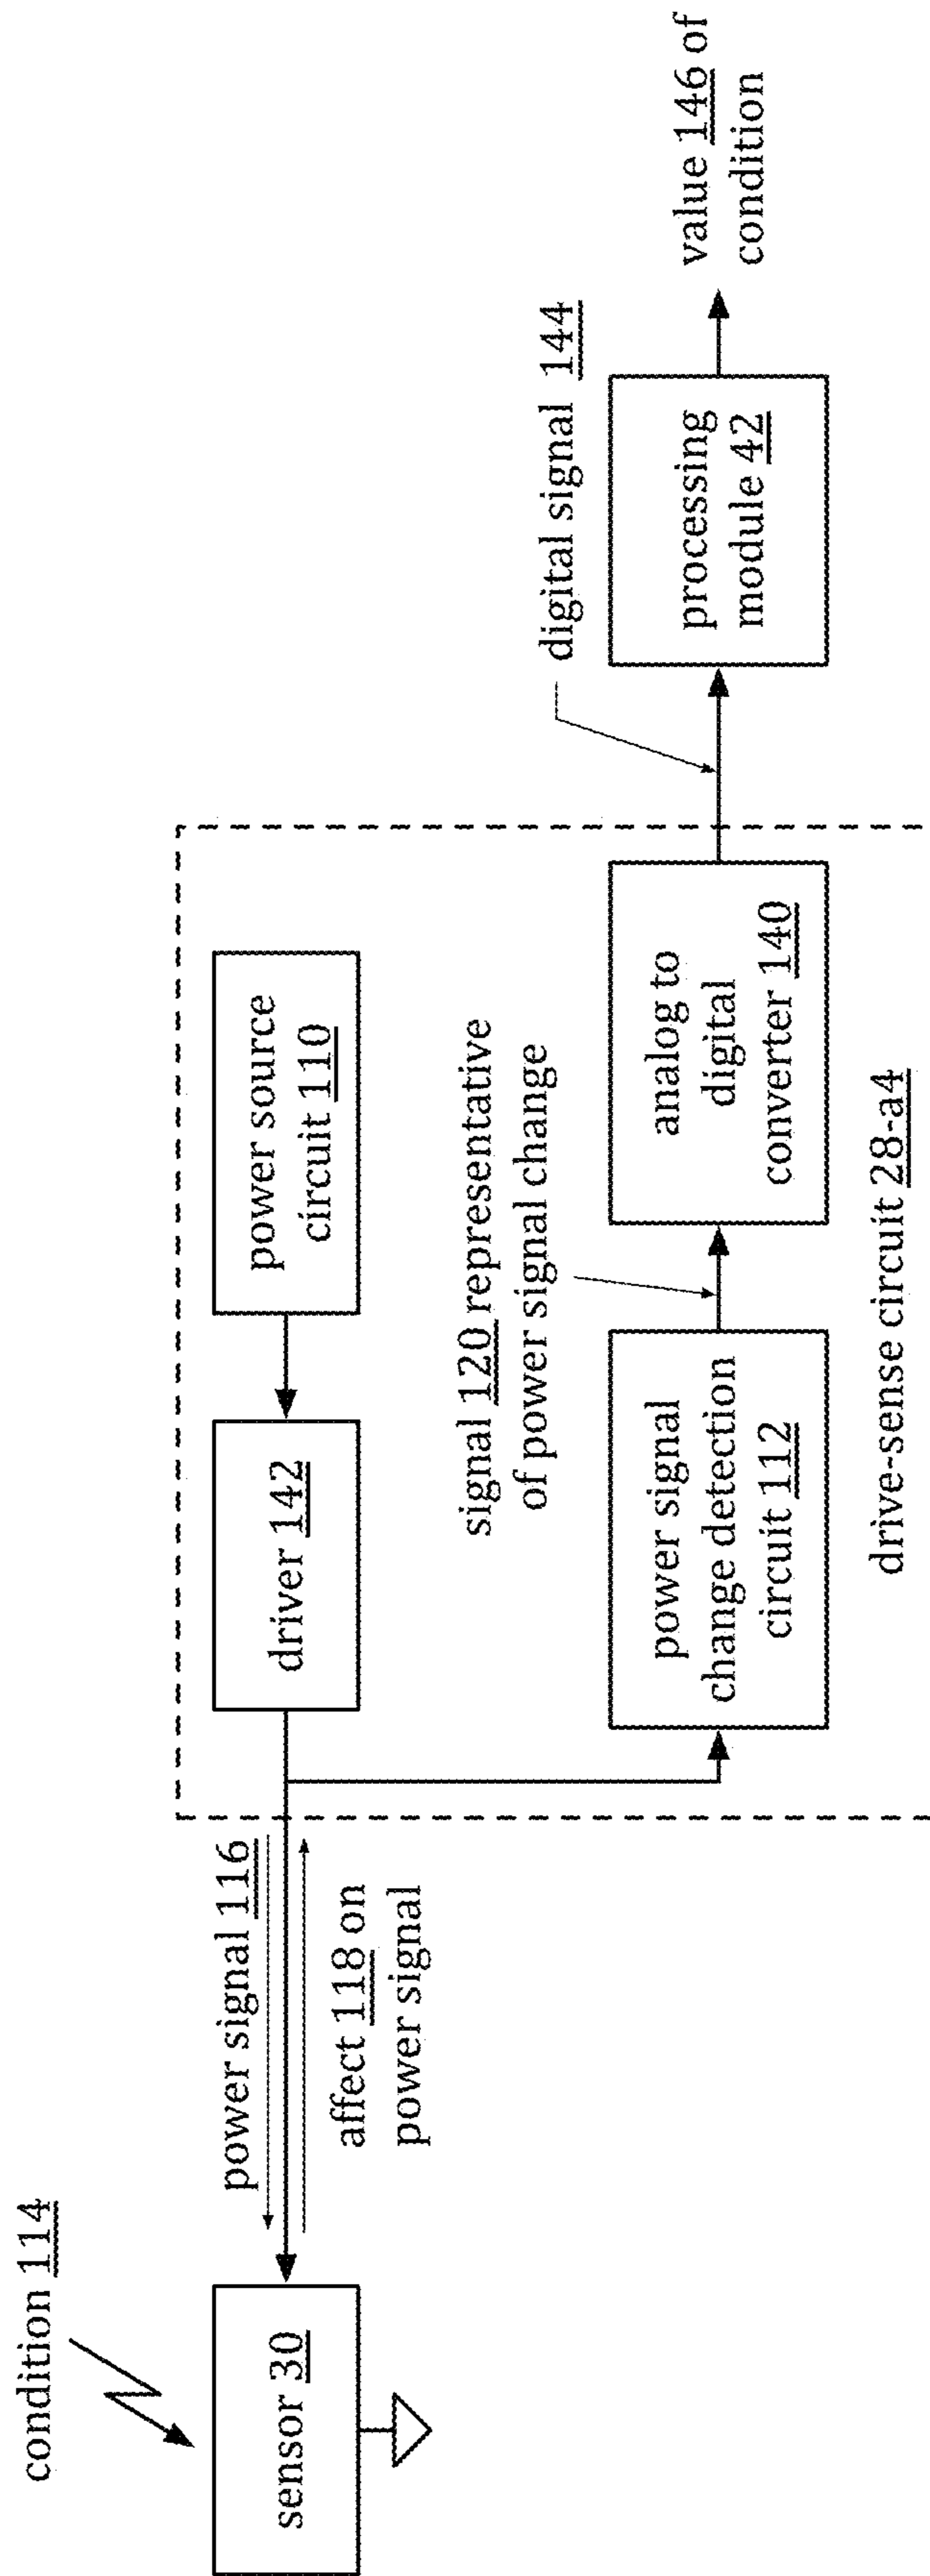 condition 114
sensor 30
power signal 116
affect 118 on
power signal
driver 142
power source
circuit 110
signal 120 representative
of power signal change
power signal
change detection
circuit 112
analog to
digital
converter 140
drive-sense circuit 28-a4
digital signal 144
processing
module 42
value 146 of
condition